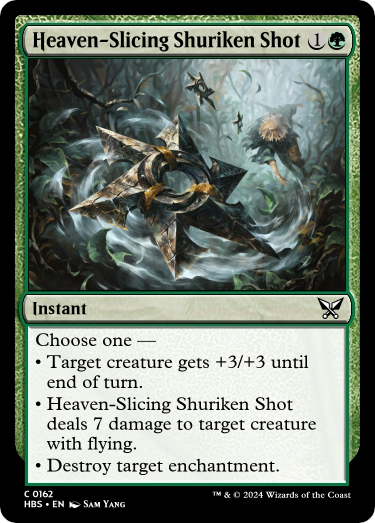 Heaven-Slicing Shuriken Shot 1
Instant
Choose one —
• Target creature gets +3/+3 until
end of turn.
• Heaven-Slicing Shuriken Shot
deals 7 damage to target creature
with flying.
• Destroy target enchantment.
C 0162
HBS • EN Sam Yang
™ & © 2024 Wizards of the Coast